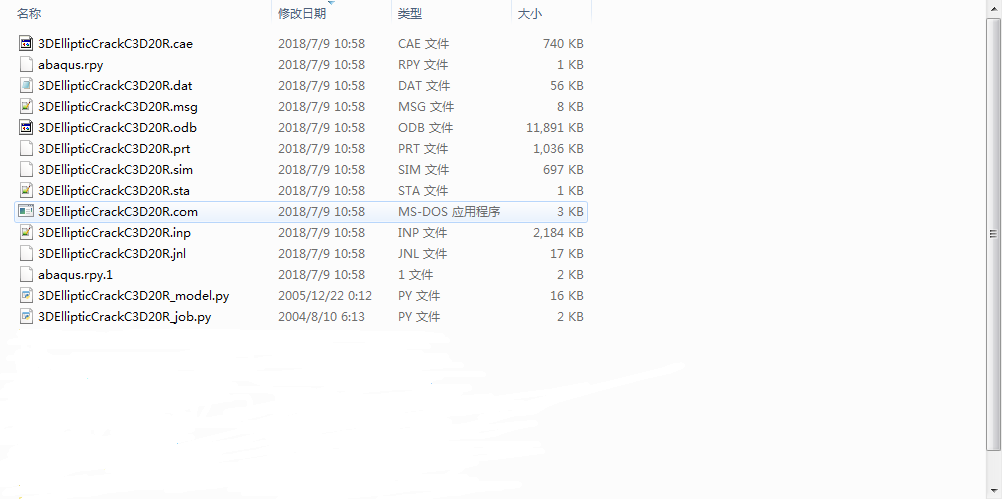 名称 修改日期 类型 大小
3DEllipticCrackC3D20R.cae 2018/7/9 10:58 CAE 文件 740 KB
abaqus.rpy 2018/7/9 10:58 RPY 文件 1 KB
3DEllipticCrackC3D20R.dat 2018/7/9 10:58 DAT 文件 56 KB
3DEllipticCrackC3D20R.msg 2018/7/9 10:58 MSG 文件 8 KB
3DEllipticCrackC3D20R.odb 2018/7/9 10:58 ODB 文件 11,891 KB
3DEllipticCrackC3D20R.prt 2018/7/9 10:58 PRT 文件 1,036 KB
3DEllipticCrackC3D20R.sim 2018/7/9 10:58 SIM 文件 697 KB
3DEllipticCrackC3D20R.sta 2018/7/9 10:58 STA 文件 1 KB
3DEllipticCrackC3D20R.com 2018/7/9 10:58 MS-DOS 应用程序 3 KB
3DEllipticCrackC3D20R.inp 2018/7/9 10:58 INP 文件 2,184 KB
3DEllipticCrackC3D20R.jnl 2018/7/9 10:58 JNL 文件 17 KB
abaqus.rpy.1 2018/7/9 10:58 1 文件 2 KB
3DEllipticCrackC3D20R_model.py 2005/12/22 0:12 PY 文件 16 KB
3DEllipticCrackC3D20R_job.py 2004/8/10 6:13 PY 文件 2 KB